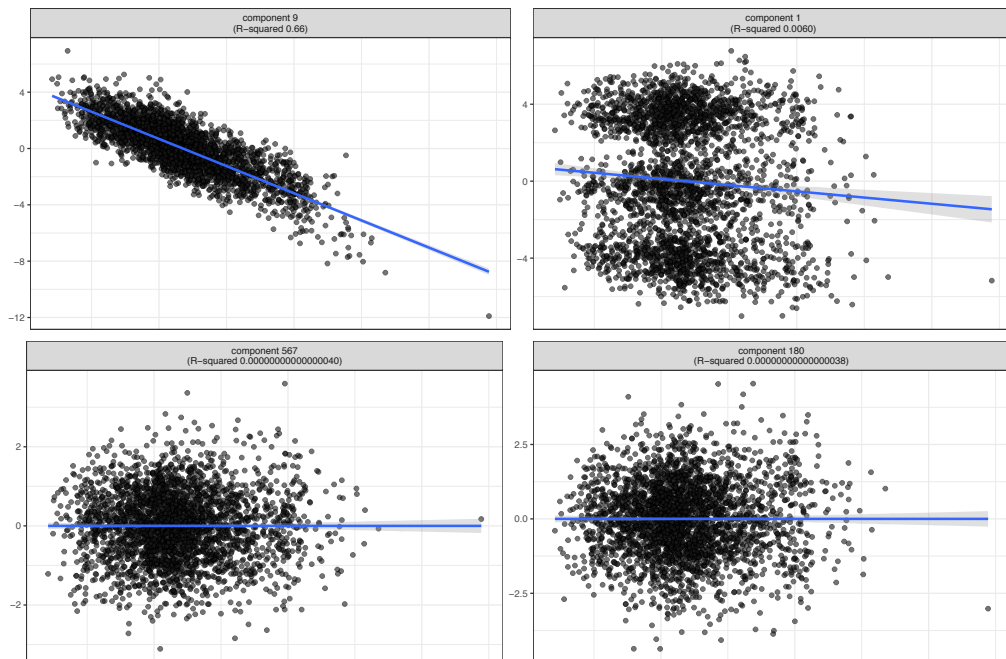 component 9
(R−squared 0.66)
4
0
−4
−8
−12
component 1
(R−squared 0.0060)
4
0
−4
component 567
(R−squared 0.00000000000000040)
2
0
−2
component 180
(R−squared 0.00000000000000038)
2.5
0.0
−2.5